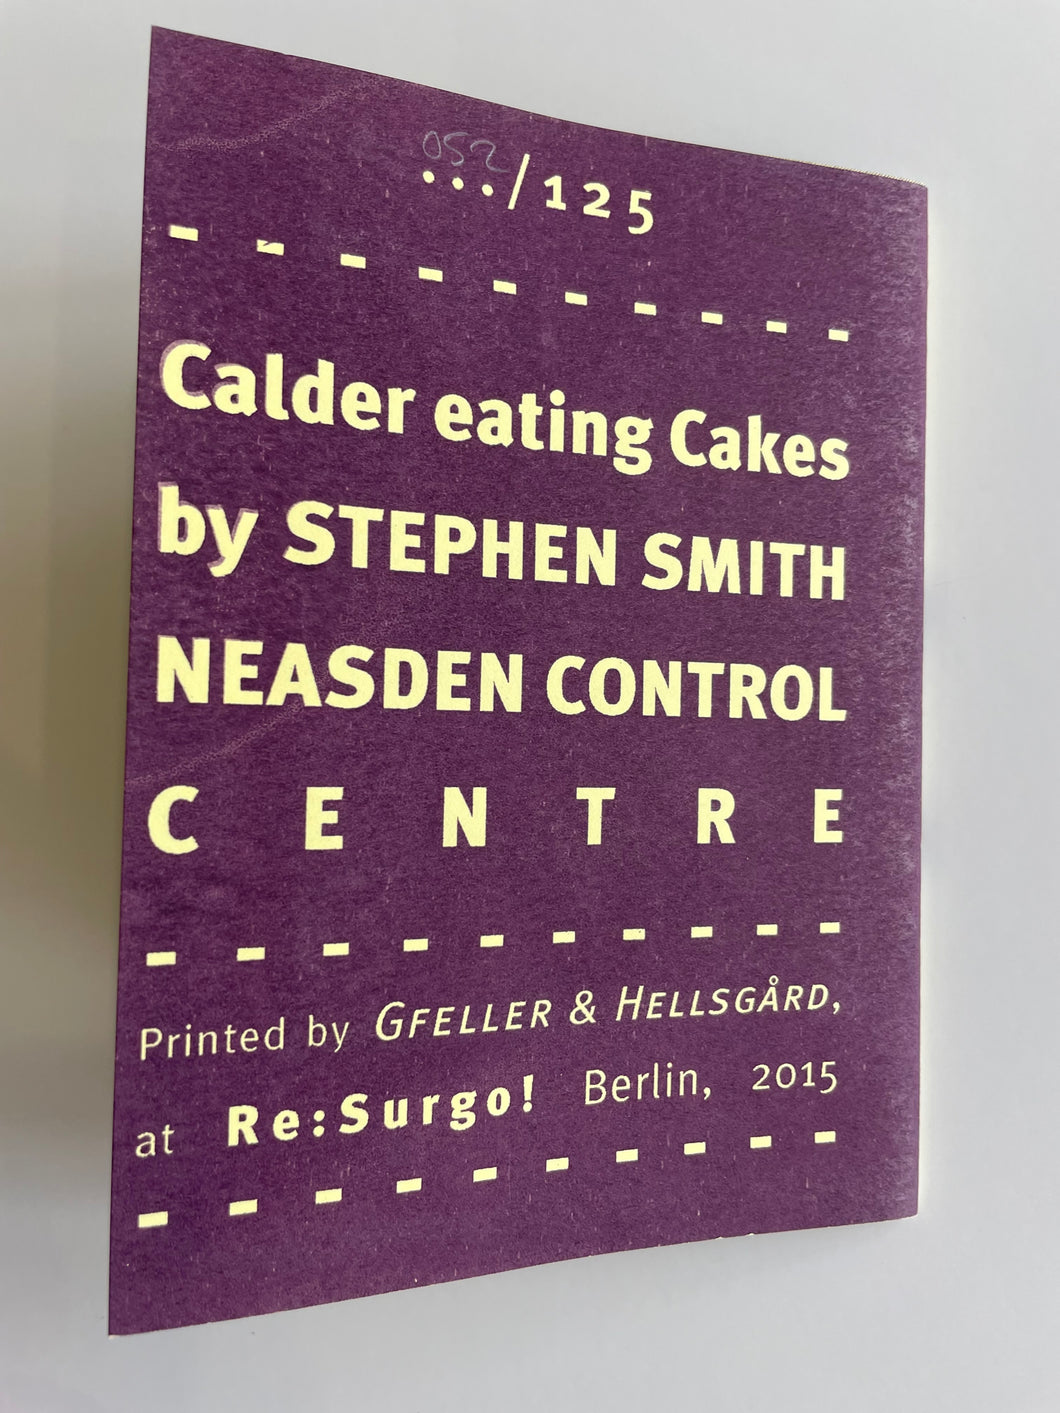 052
.../125
Calder eating Cakes
by STEPHEN SMITH
NEASDEN CONTROL
C E N T R E
Printed by GFELLER & HELLSGÅRD,
at Re:Surgo! Berlin, 2015